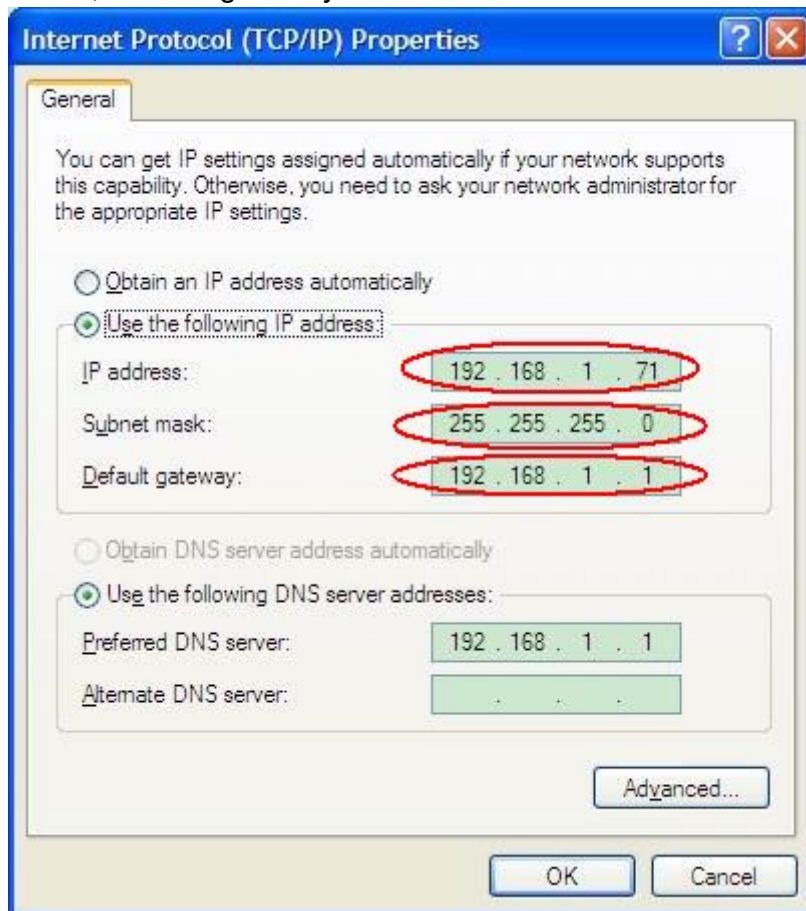 Internet Protocol (TCP/IP) Properties
General
You can get IP settings assigned automatically if your network supports
this capability. Otherwise, you need to ask your network administrator for
the appropriate IP settings.
Obtain an IP address automatically
Use the following IP address:
IP address: 192 . 168 . 1 . 71
Subnet mask: 255 . 255 . 255 . 0
Default gateway: 192 . 168 . 1 . 1
Obtain DNS server address automatically
Use the following DNS server addresses:
Preferred DNS server: 192 . 168 . 1 . 1
Alternate DNS server: . . .
Advanced...
OK Cancel